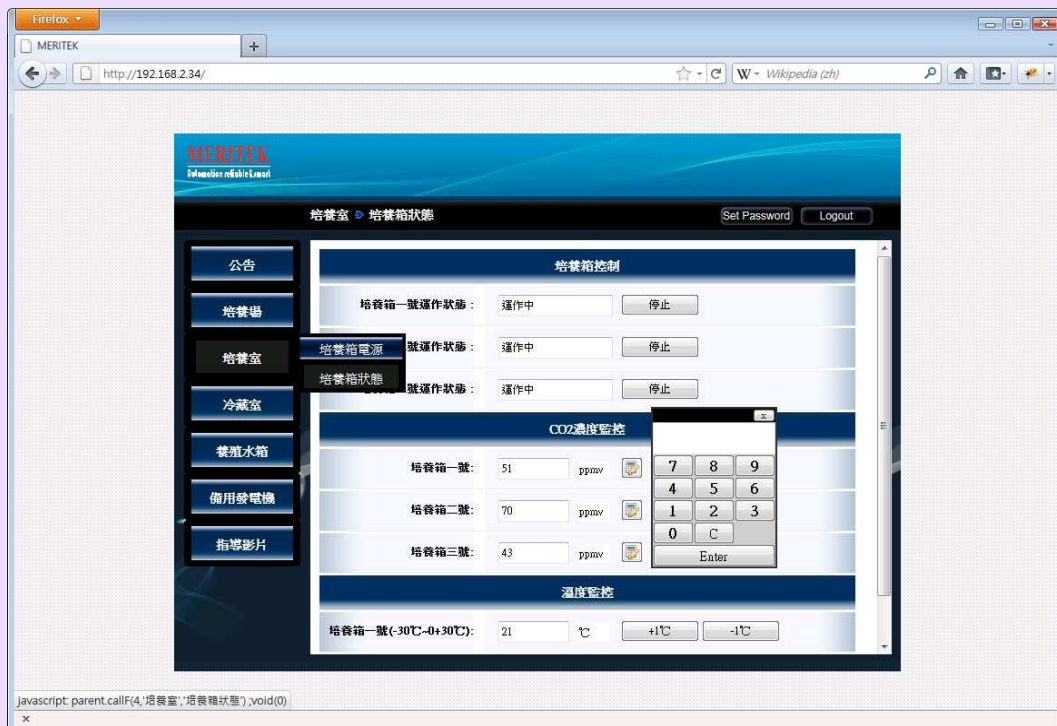 Firefox
MERITEK
http://192.168.2.34/
W - Wikipedia (zh)
MERITEK
Automation reliable & smart
培養室 培養箱狀態
Set Password
Logout
公告
培養場
培養室
冷藏室
養殖水箱
備用發電機
指導影片
培養箱電源
培養箱狀態
培養箱控制
培養箱一號運作狀態 : 運作中 停止
號運作狀態 : 運作中 停止
號運作狀態 : 運作中 停止
CO2濃度監控
培養箱一號: 51 ppmv
培養箱二號: 70 ppmv
培養箱三號: 43 ppmv
x
7 8 9
4 5 6
1 2 3
0 C
Enter
溫度監控
培養箱一號(-30℃~0+30℃): 21 ℃ +1℃ -1℃
javascript: parent.callF(4,'培養室','培養箱狀態') ;void(0)
×